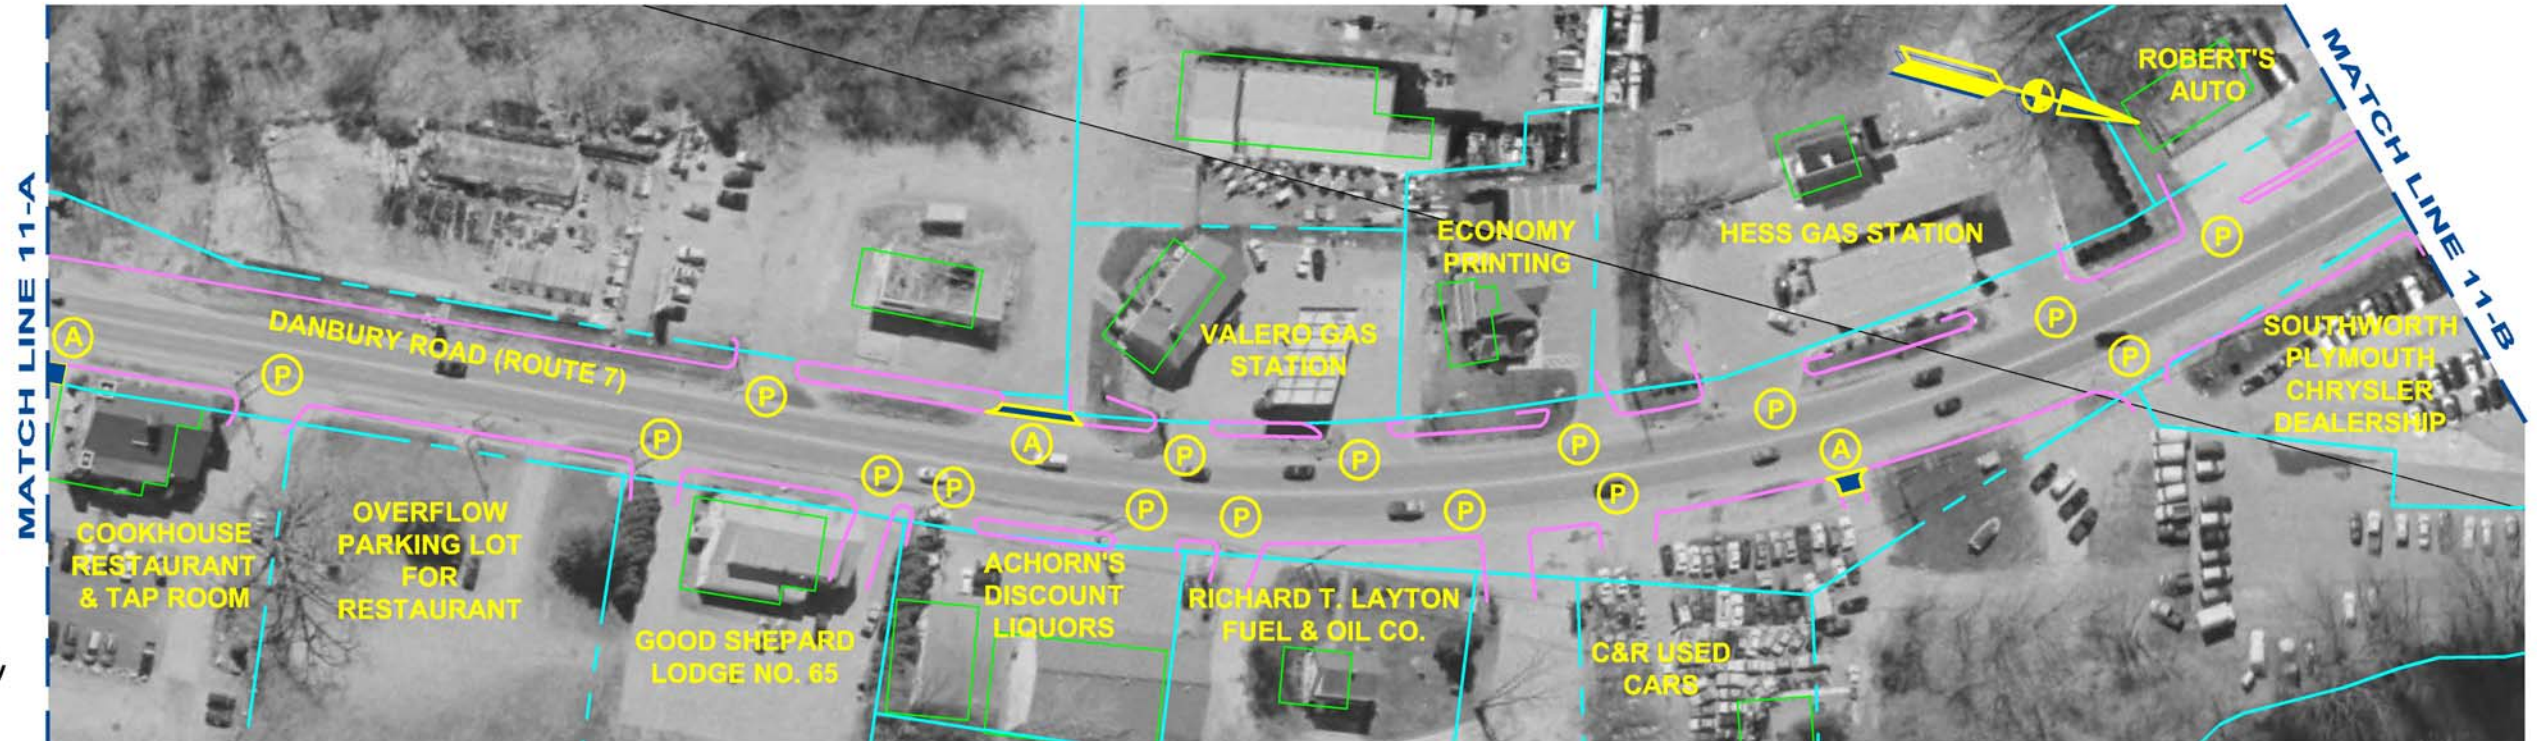 MATCH LINE 11-A
A
DANBURY ROAD (ROUTE 7)
P
P
P
COOKHOUSE
RESTAURANT
& TAP ROOM
OVERFLOW
PARKING LOT
FOR
RESTAURANT
GOOD SHEPARD
LODGE NO. 65
P
P
A
ACHORN'S
DISCOUNT
LIQUORS
VALERO GAS
STATION
P
P
P
P
P
RICHARD T. LAYTON
FUEL & OIL CO.
ECONOMY
PRINTING
P
P
C&R USED
CARS
HESS GAS STATION
P
A
P
P
P
ROBERT'S
AUTO
SOUTHWORTH
PLYMOUTH
CHRYSLER
DEALERSHIP
MATCH LINE 11-B